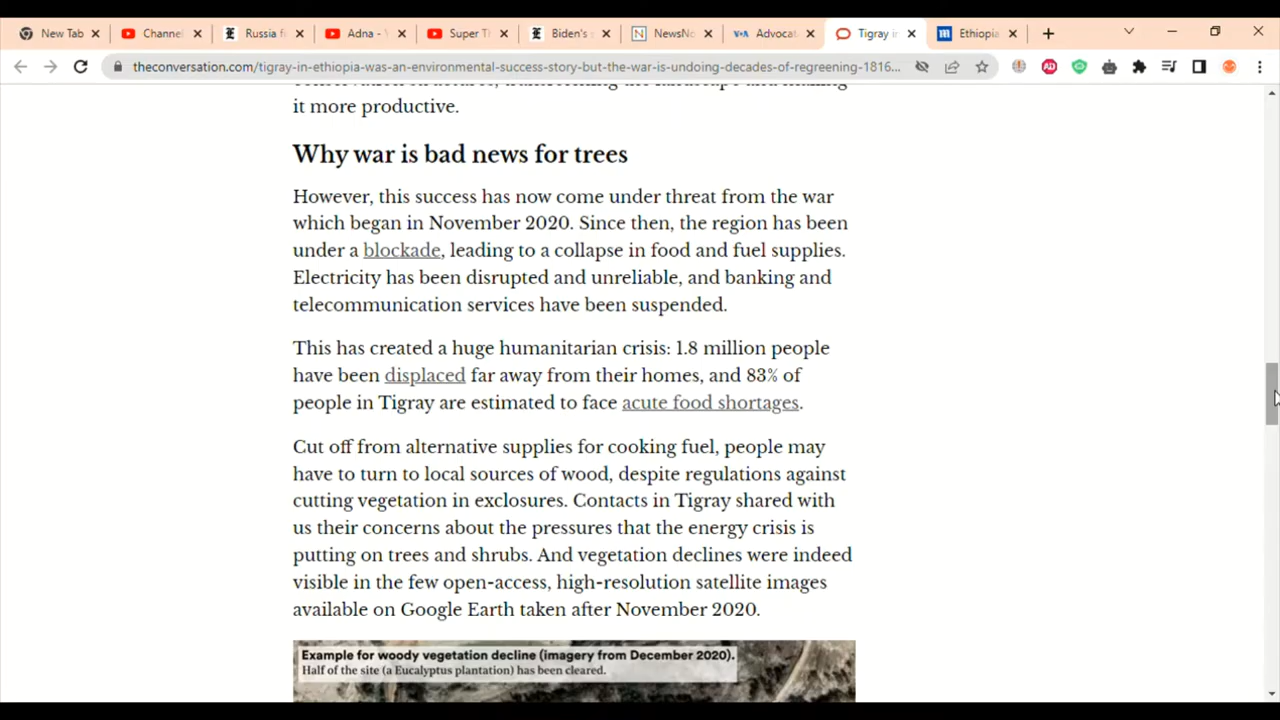 New Tab
Channel
Russia f
Adna -
Super T
Biden's s
NewsNo
VOA
Advocat
Tigray i
Ethiopia
theconversation.com/tigray-in-ethiopia-was-an-environmental-success-story-but-the-war-is-undoing-decades-of-regreening-1816...
it more productive.
Why war is bad news for trees
However, this success has now come under threat from the war
which began in November 2020. Since then, the region has been
under a blockade, leading to a collapse in food and fuel supplies.
Electricity has been disrupted and unreliable, and banking and
telecommunication services have been suspended.
This has created a huge humanitarian crisis: 1.8 million people
have been displaced far away from their homes, and 83% of
people in Tigray are estimated to face acute food shortages.
Cut off from alternative supplies for cooking fuel, people may
have to turn to local sources of wood, despite regulations against
cutting vegetation in exclosures. Contacts in Tigray shared with
us their concerns about the pressures that the energy crisis is
putting on trees and shrubs. And vegetation declines were indeed
visible in the few open-access, high-resolution satellite images
available on Google Earth taken after November 2020.
Example for woody vegetation decline (imagery from December 2020).
Half of the site (a Eucalyptus plantation) has been cleared.